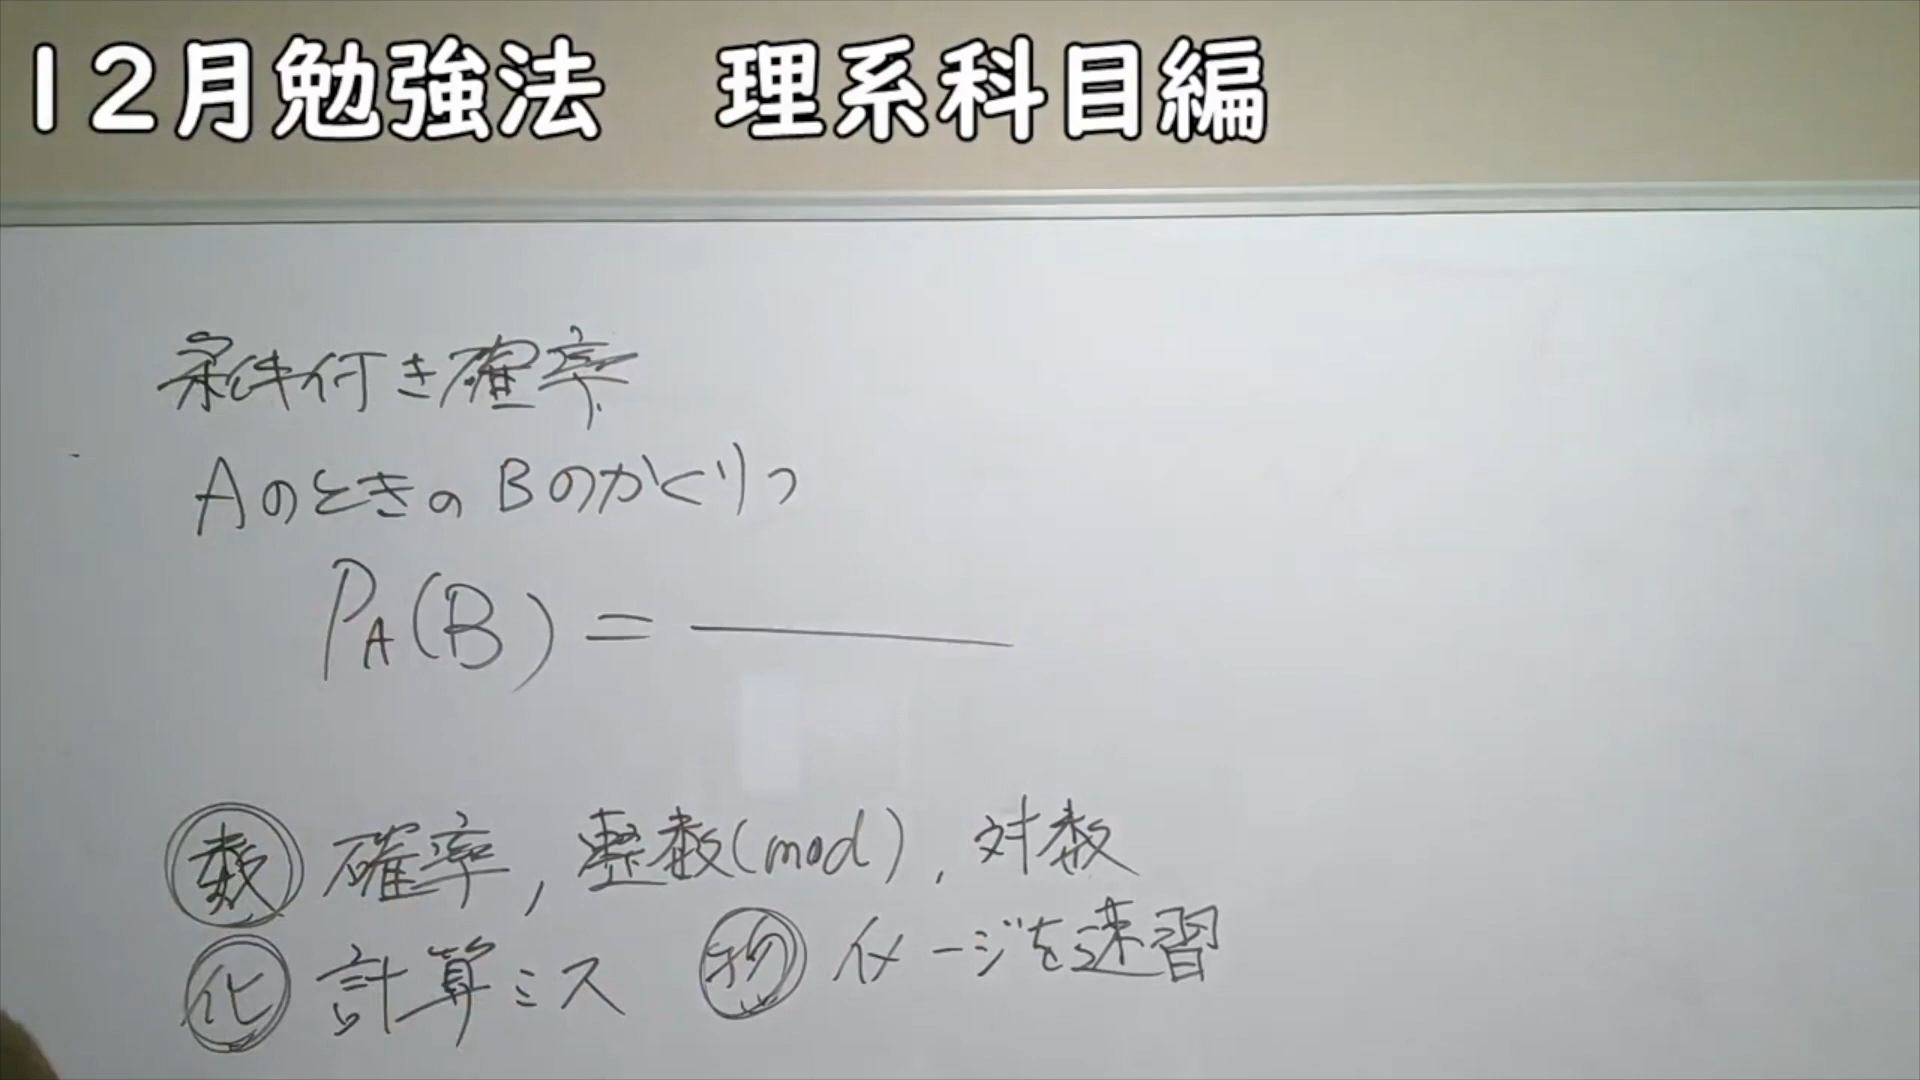 12月勉強法　理系科目編
条件付き確率
AのときのBのかくりつ
P_A(B) = ―
数 確率, 整数(mod), 対数
化 計算ミス 物 イメージを速習